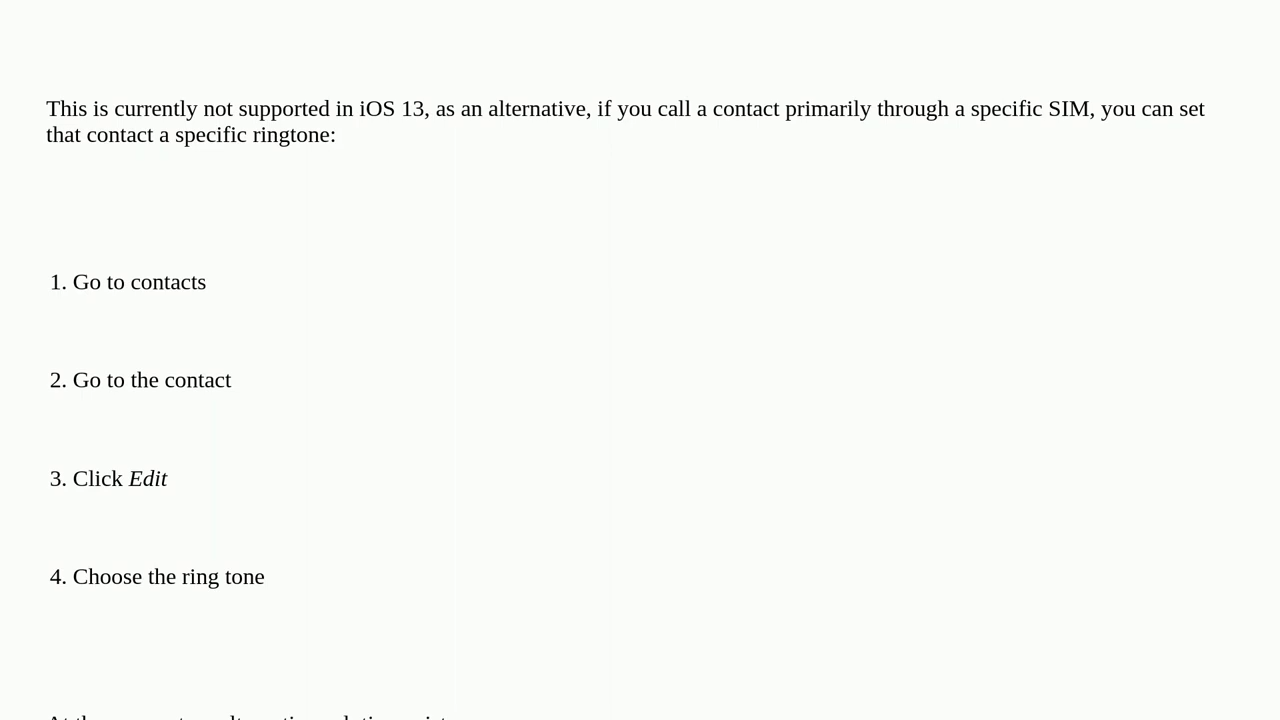 This is currently not supported in iOS 13, as an alternative, if you call a contact primarily through a specific SIM, you can set
that contact a specific ringtone:
1. Go to contacts
2. Go to the contact
3. Click Edit
4. Choose the ring tone